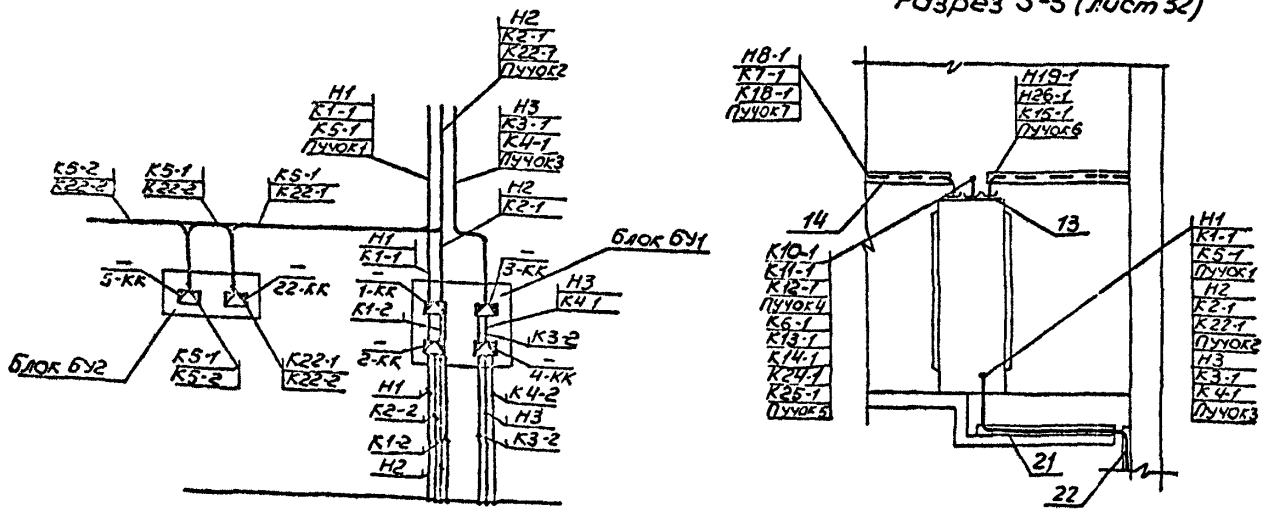 Разрез 5-5 (лист 32)
Н2
К2-1
К22-1
Пучок2
Н1
К1-1
К5-1
Пучок1
Н3
К3-1
К4-1
Пучок3
К5-2
К22-2
К5-1
К22-2
К5-1
К22-1
Н2
К2-1
Н1
К1-1
Блок БУ1
5-КК
22-КК
1-КК
3-КК
Н3
К4-1
К1-2
К3-2
2-КК
4-КК
Блок БУ2
К5-1
К5-2
К22-1
К22-2
Н1
К2-2
К1-2
Н2
К4-2
Н3
К3-2
Н8-1
К7-1
К18-1
Пучок7
Н19-1
Н26-1
К15-1
Пучок6
14
13
К10-1
К11-1
К12-1
Пучок4
К6-1
К13-1
К14-1
К24-1
К25-1
Пучок5
Н1
К1-1
К5-1
Пучок1
Н2
К2-1
К22-1
Пучок2
Н3
К3-1
К4-1
Пучок3
21
22